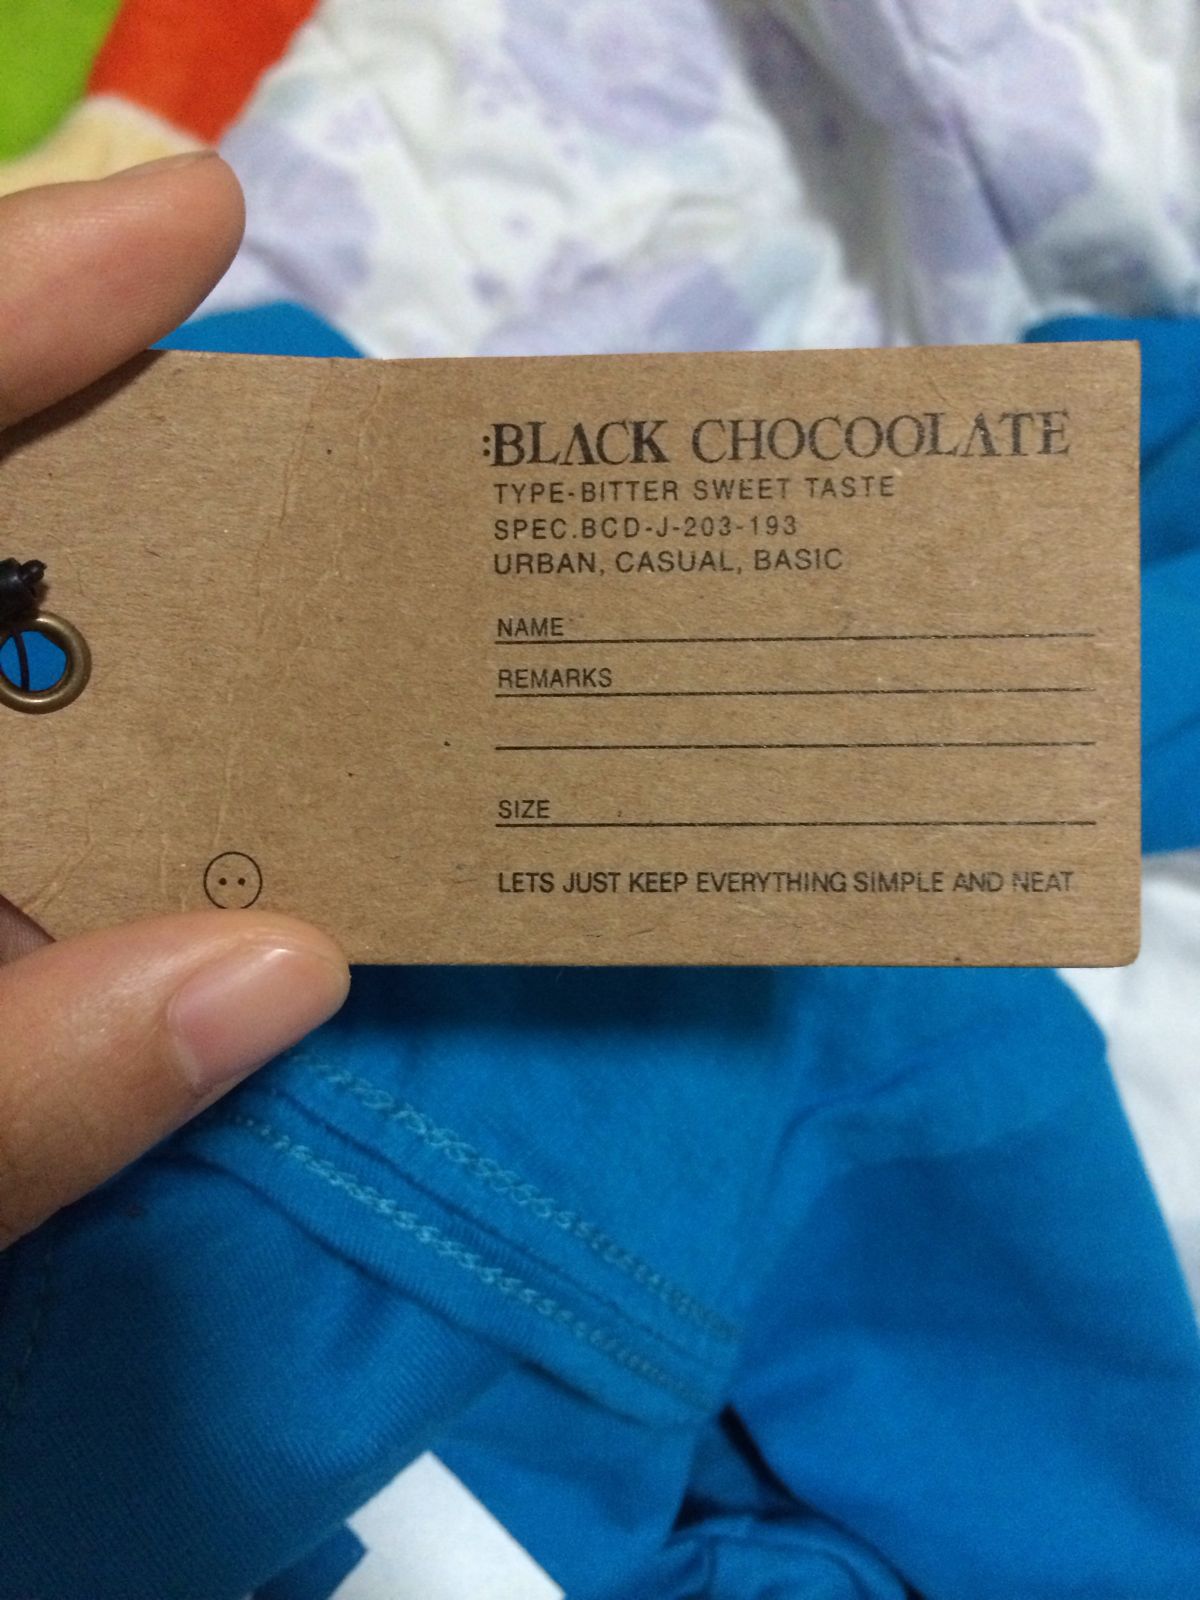 :BLACK CHOCOOLATE
TYPE-BITTER SWEET TASTE
SPEC.BCD-J-203-193
URBAN, CASUAL, BASIC
NAME
REMARKS
SIZE
LETS JUST KEEP EVERYTHING SIMPLE AND NEAT